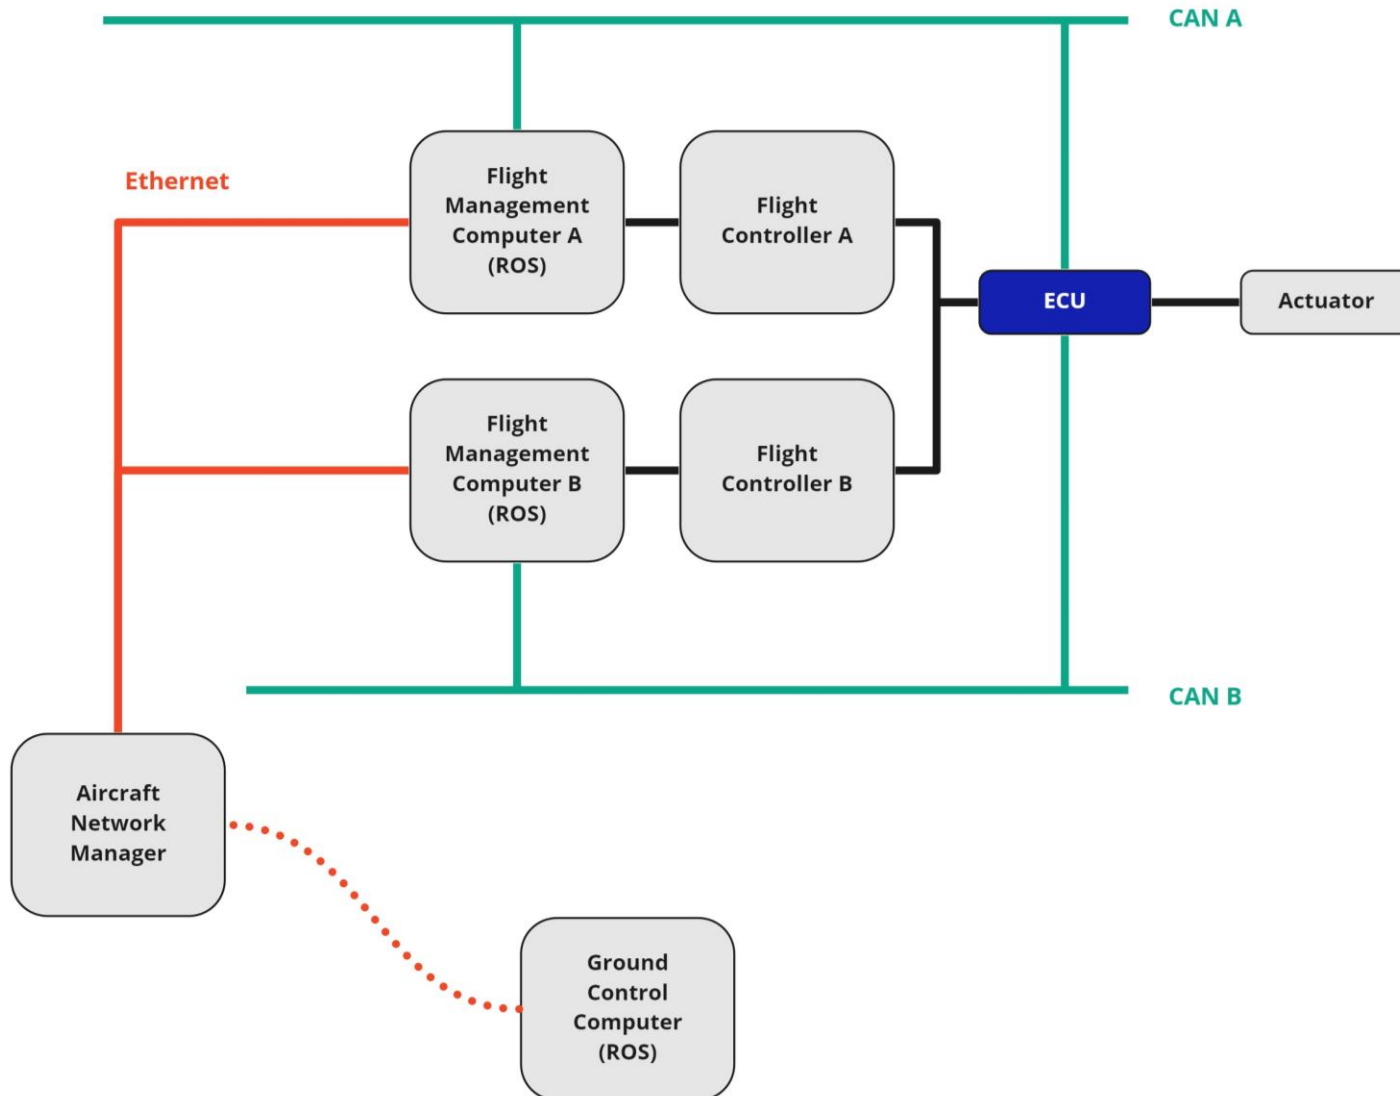 CAN A
Ethernet
Flight
Management
Computer A
(ROS)
Flight
Controller A
ECU
Actuator
Flight
Management
Computer B
(ROS)
Flight
Controller B
CAN B
Aircraft
Network
Manager
Ground
Control
Computer
(ROS)